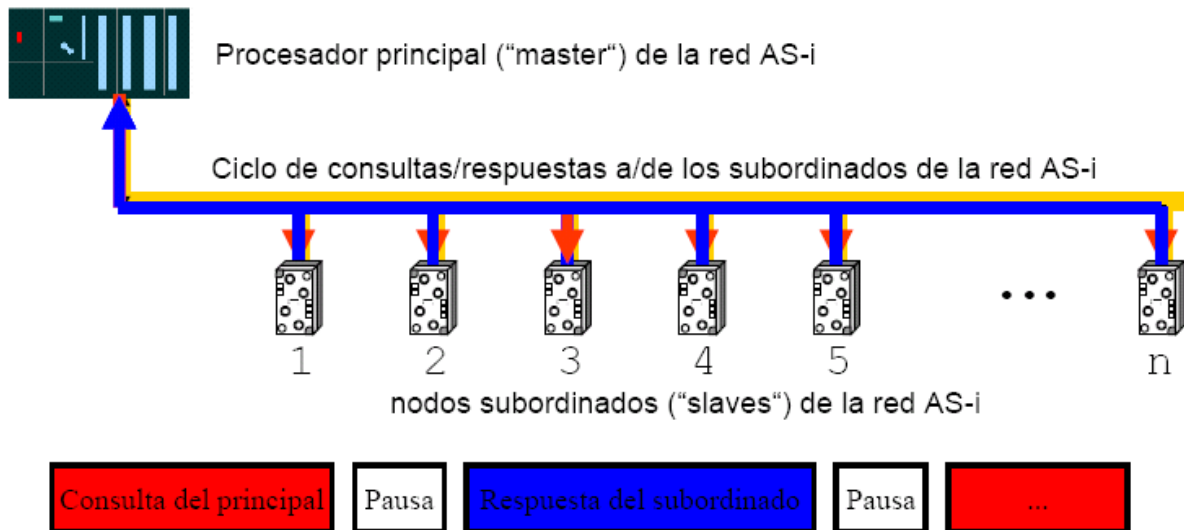 Procesador principal (“master“) de la red AS-i
Ciclo de consultas/respuestas a/de los subordinados de la red AS-i
1 2 3 4 5 ... n
nodos subordinados (“slaves“) de la red AS-i
Consulta del principal Pausa Respuesta del subordinado Pausa ...